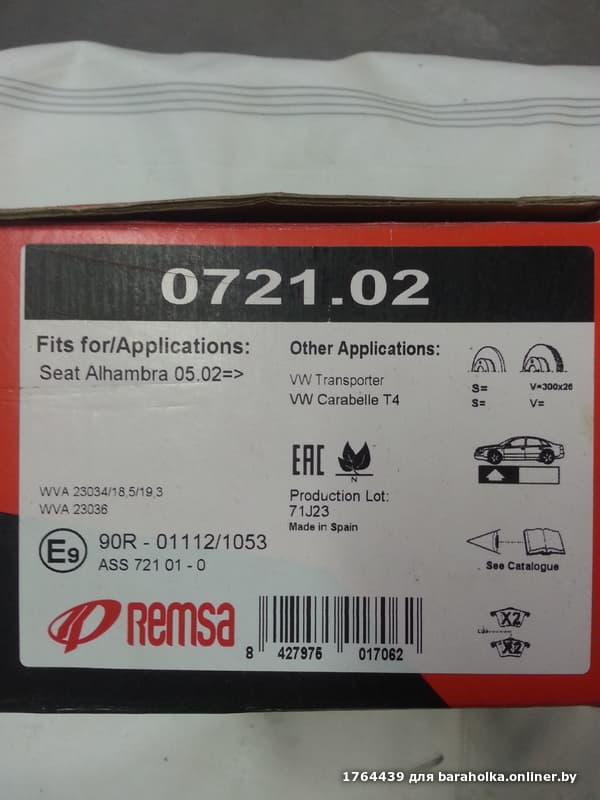 0721.02
Fits for/Applications:
Seat Alhambra 05.02=>
Other Applications:
VW Transporter
VW Carabelle T4
S=
V=300x26
S=
V=
WVA 23034/18,5/19,3
WVA 23036
EAC
N
Production Lot:
71J23
Made in Spain
E9
90R - 01112/1053
ASS 721 01 - 0
See Catalogue
Remsa
8 427975 017062
X2
X2
1764439 для baraholka.onliner.by